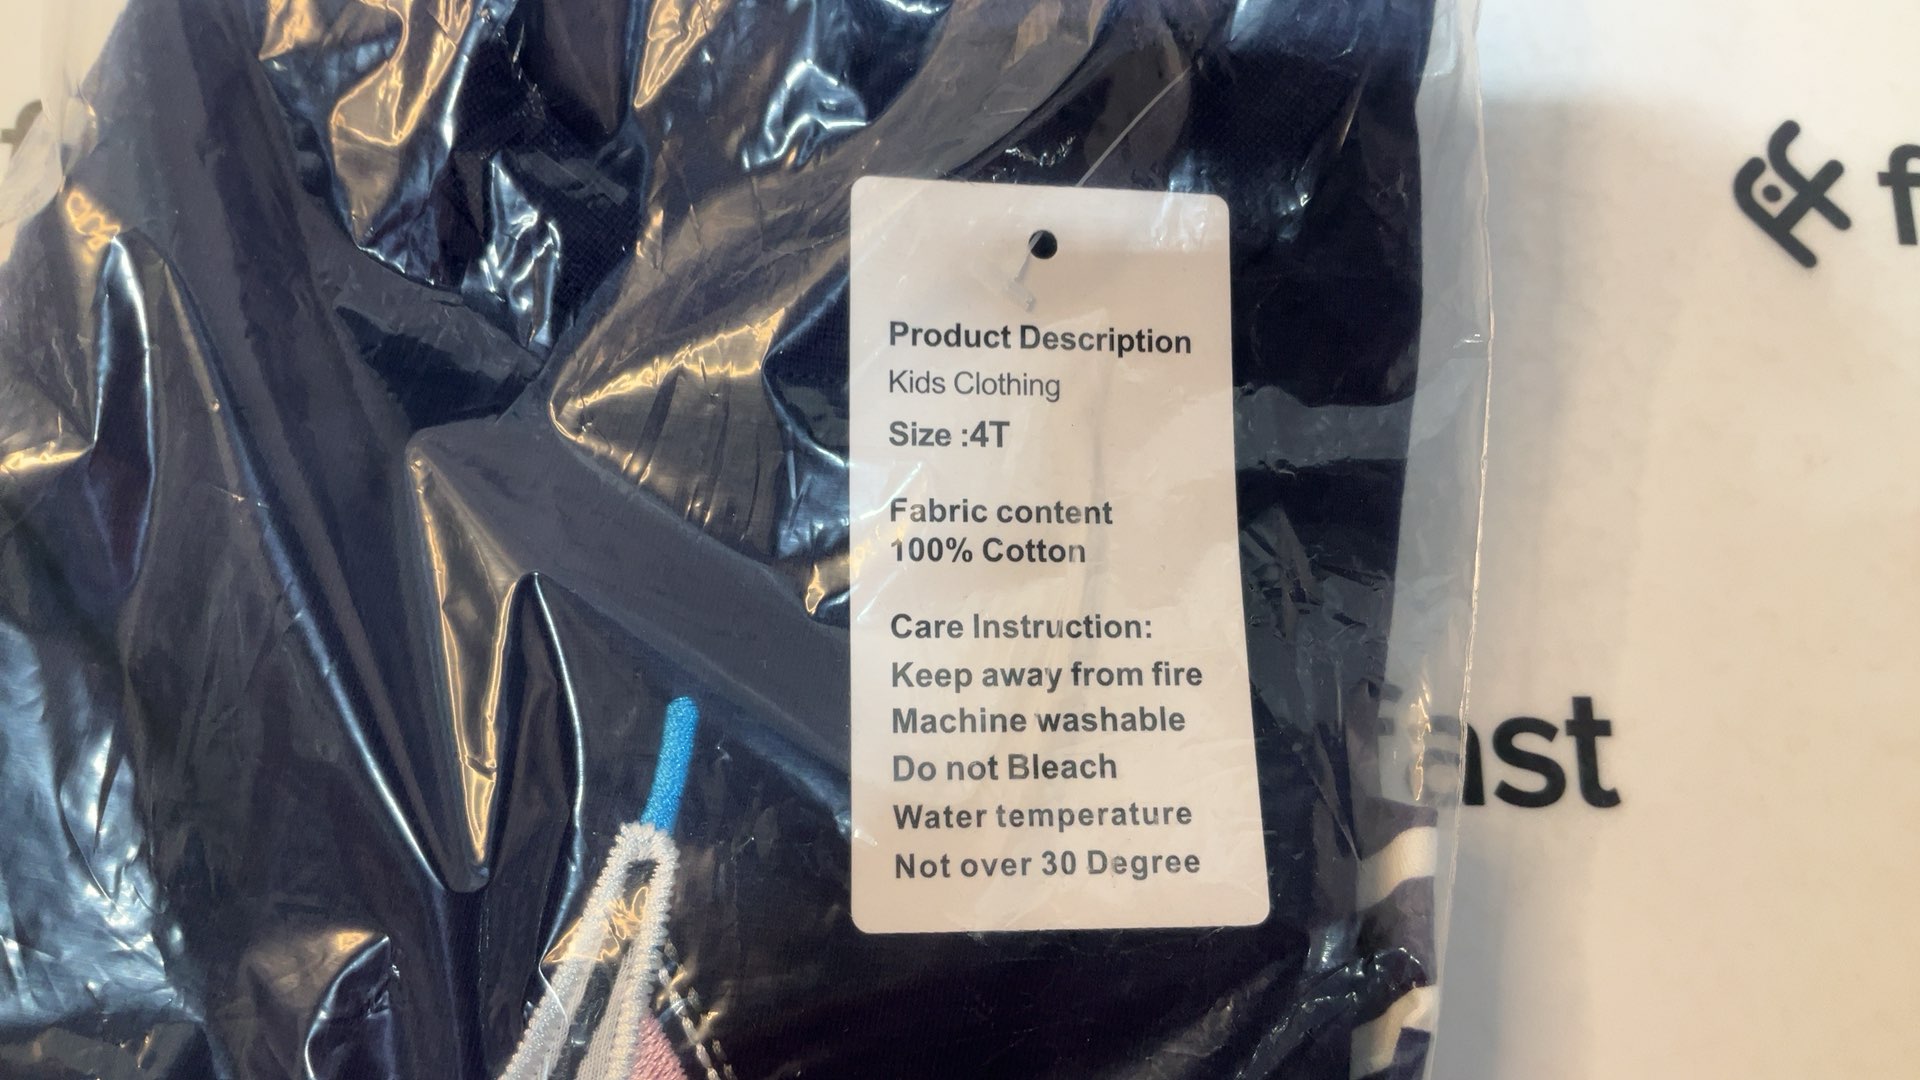 Product Description
Kids Clothing
Size :4T
Fabric content
100% Cotton
Care Instruction:
Keep away from fire
Machine washable
Do not Bleach
Water temperature
Not over 30 Degree
fast
f